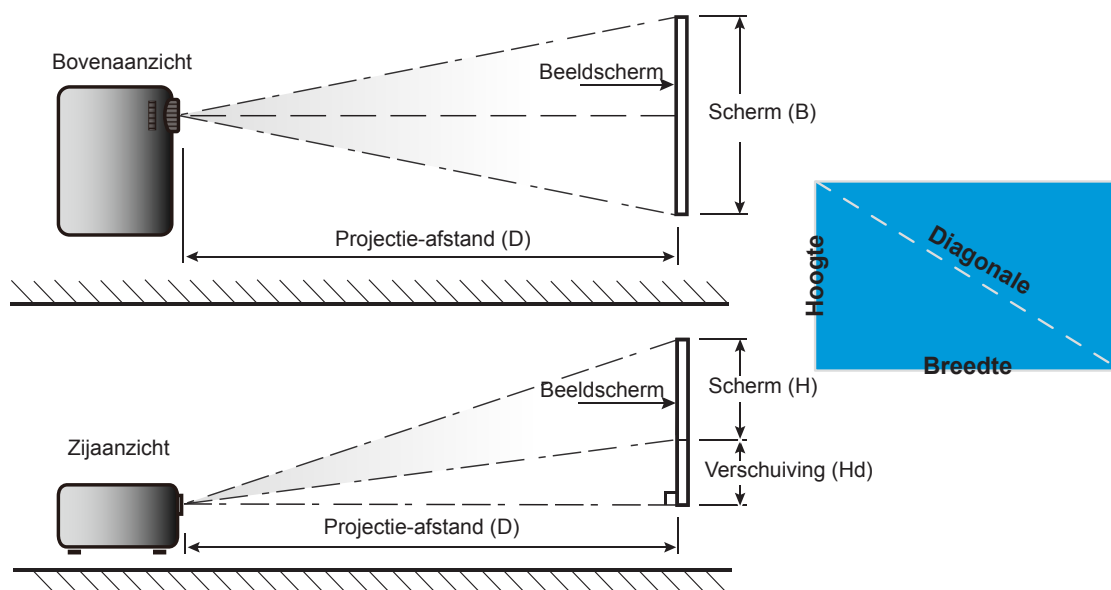 Bovenaanzicht
Beeldscherm
Scherm (B)
Projectie-afstand (D)
Hoogte
Diagonale
Breedte
Beeldscherm
Scherm (H)
Zijaanzicht
Verschuiving (Hd)
Projectie-afstand (D)